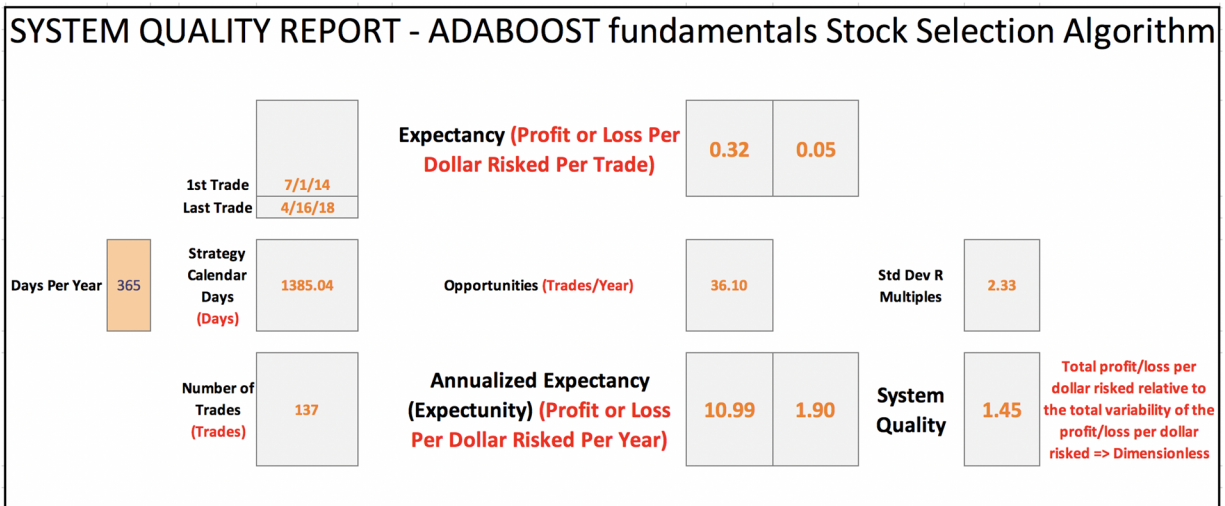 SYSTEM QUALITY REPORT - ADABOOST fundamentals Stock Selection Algorithm
Expectancy (Profit or Loss Per
Dollar Risked Per Trade)
0.32
0.05
1st Trade
7/1/14
Last Trade
4/16/18
Days Per Year
365
Strategy
Calendar
Days
(Days)
1385.04
Opportunities (Trades/Year)
36.10
Std Dev R
Multiples
2.33
Number of
Trades
(Trades)
137
Annualized Expectancy
(Expectunity) (Profit or Loss
Per Dollar Risked Per Year)
10.99
1.90
System
Quality
1.45
Total profit/loss per
dollar risked relative to
the total variability of the
profit/loss per dollar
risked => Dimensionless